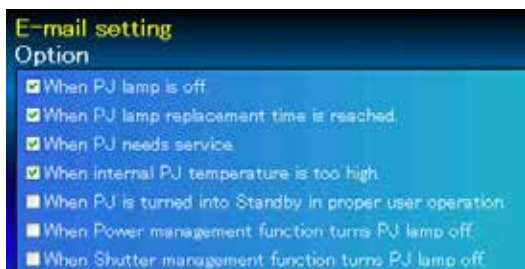 E-mail setting
Option
When PJ lamp is off.
When PJ lamp replacement time is reached.
When PJ needs service.
When internal PJ temperature is too high.
When PJ is turned into Standby in proper user operation.
When Power management function turns PJ lamp off.
When Shutter management function turns PJ lamp off.